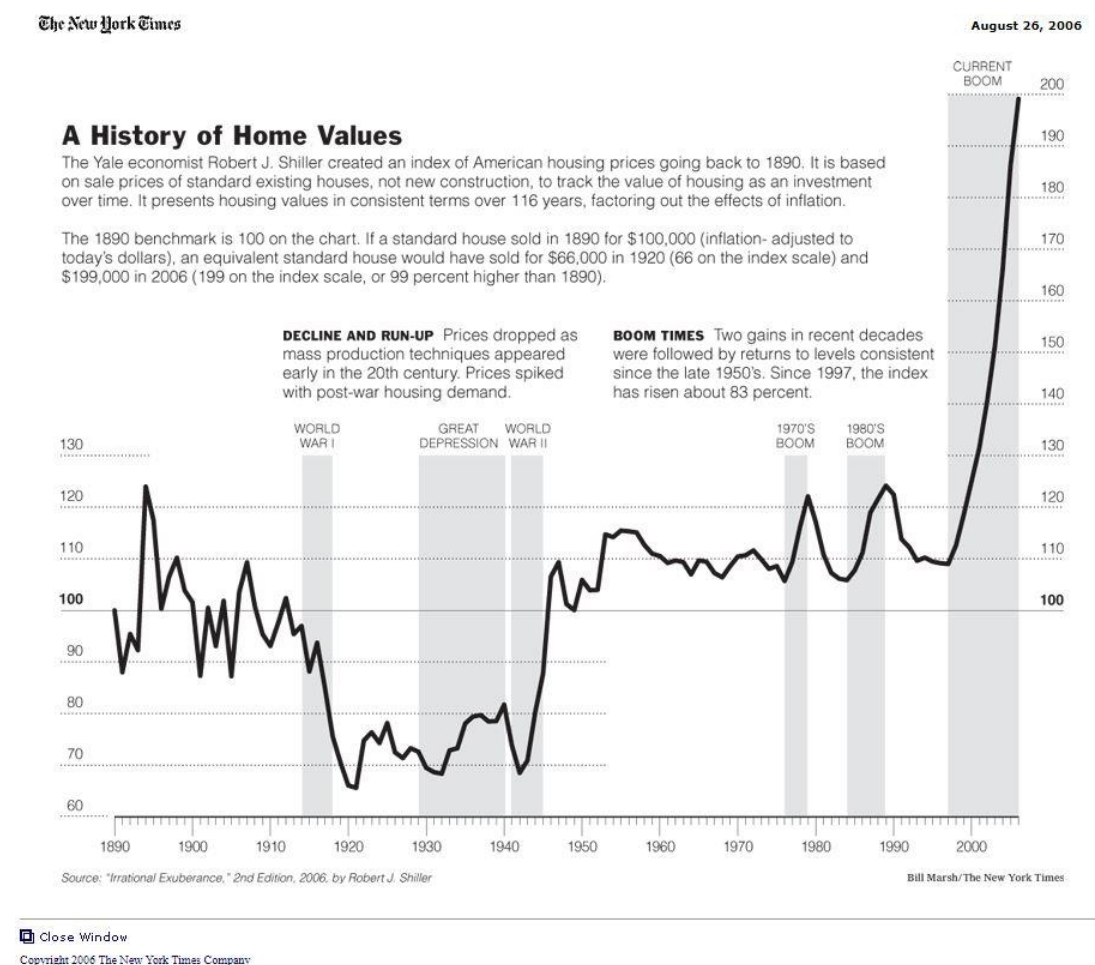 The New York Times
August 26, 2006
CURRENT
BOOM
200
A History of Home Values
190
The Yale economist Robert J. Shiller created an index of American housing prices going back to 1890. It is based
on sale prices of standard existing houses, not new construction, to track the value of housing as an investment
180
over time. It presents housing values in consistent terms over 116 years, factoring out the effects of inflation.
The 1890 benchmark is 100 on the chart. If a standard house sold in 1890 for $100,000 (inflation- adjusted to
170
today's dollars), an equivalent standard house would have sold for $66,000 in 1920 (66 on the index scale) and
$199,000 in 2006 (199 on the index scale, or 99 percent higher than 1890).
160
DECLINE AND RUN-UP Prices dropped as
mass production techniques appeared
early in the 20th century. Prices spiked
with post-war housing demand.
BOOM TIMES Two gains in recent decades
were followed by returns to levels consistent
since the late 1950's. Since 1997, the index
has risen about 83 percent.
150
140
WORLD
WAR I
GREAT
DEPRESSION
WORLD
WAR II
1970'S
BOOM
1980'S
BOOM
130
130
120
120
110
110
100
100
90
80
70
60
1890 1900 1910 1920 1930 1940 1950 1960 1970 1980 1990 2000
Source: "Irrational Exuberance," 2nd Edition, 2006, by Robert J. Shiller
Bill Marsh/The New York Times
Close Window
Copyright 2006 The New York Times Company